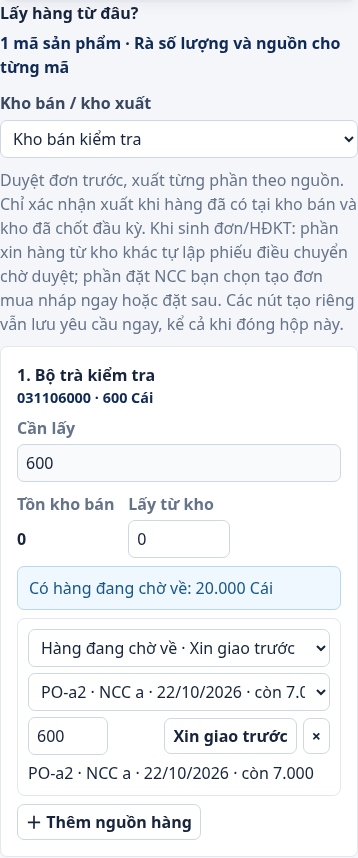 Lấy hàng từ đâu?
1 mã sản phẩm · Rà số lượng và nguồn cho
từng mã
Kho bán / kho xuất
Kho bán kiểm tra
Duyệt đơn trước, xuất từng phần theo nguồn.
Chỉ xác nhận xuất khi hàng đã có tại kho bán và
kho đã chốt đầu kỳ. Khi sinh đơn/HĐKT: phần
xin hàng từ kho khác tự lập phiếu điều chuyển
chờ duyệt; phần đặt NCC bạn chọn tạo đơn
mua nháp ngay hoặc đặt sau. Các nút tạo riêng
vẫn lưu yêu cầu ngay, kể cả khi đóng hộp này.
1. Bộ trà kiểm tra
031106000 · 600 Cái
Cần lấy
600
Tồn kho bán Lấy từ kho
0 0
Có hàng đang chờ về: 20.000 Cái
Hàng đang chờ về · Xin giao trước
PO-a2 · NCC a · 22/10/2026 · còn 7.0
600 Xin giao trước ×
PO-a2 · NCC a · 22/10/2026 · còn 7.000
+ Thêm nguồn hàng